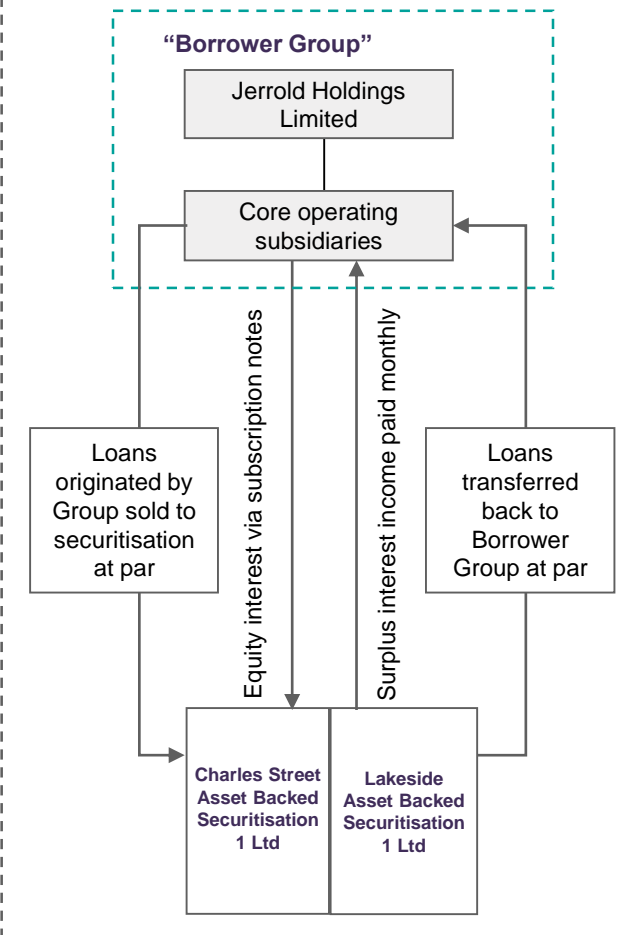 “Borrower Group”
Jerrold Holdings
Limited
Core operating
subsidiaries
Loans
originated by
Group sold to
securitisation
at par
Equity interest via subscription notes
Surplus interest income paid monthly
Loans
transferred
back to
Borrower
Group at par
Charles Street
Asset Backed
Securitisation
1 Ltd
Lakeside
Asset Backed
Securitisation
1 Ltd